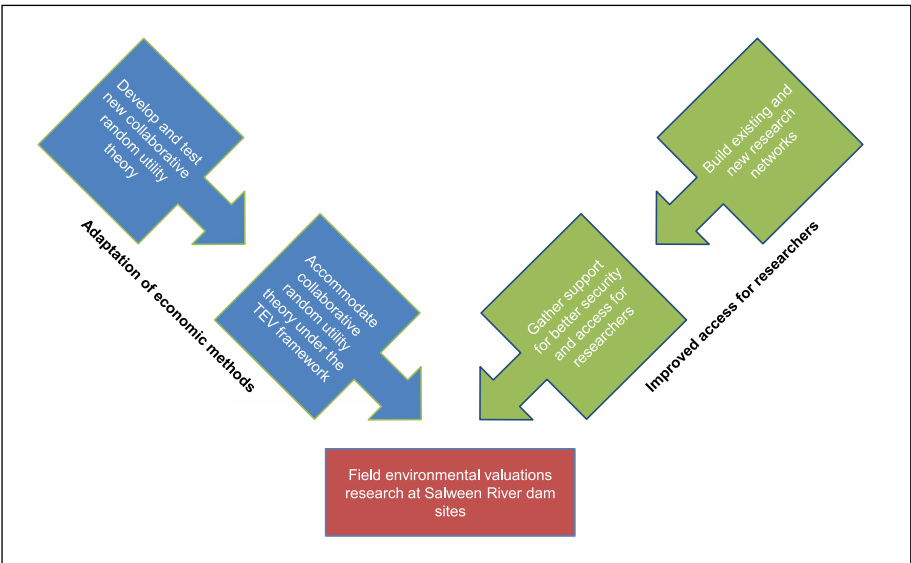 Develop and test
new collaborative
random utility
theory
Adaptation of economic methods
Accommodate
collaborative
random utility
theory under the
TEV framework
Build existing and
new research
networks
Improved access for researchers
Gather support
for better security
and access for
researchers
Field environmental valuations
research at Salween River dam
sites